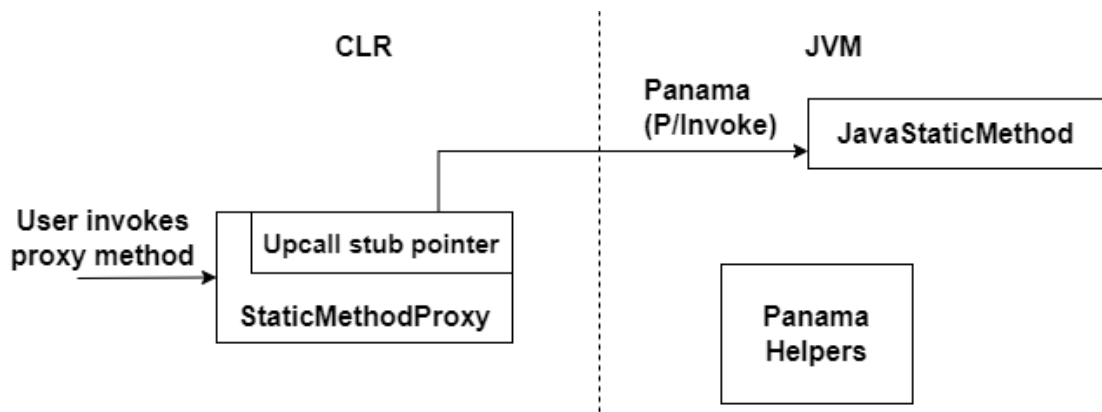 CLR
JVM
Panama
(P/Invoke)
JavaStaticMethod
User invokes
proxy method
Upcall stub pointer
StaticMethodProxy
Panama
Helpers